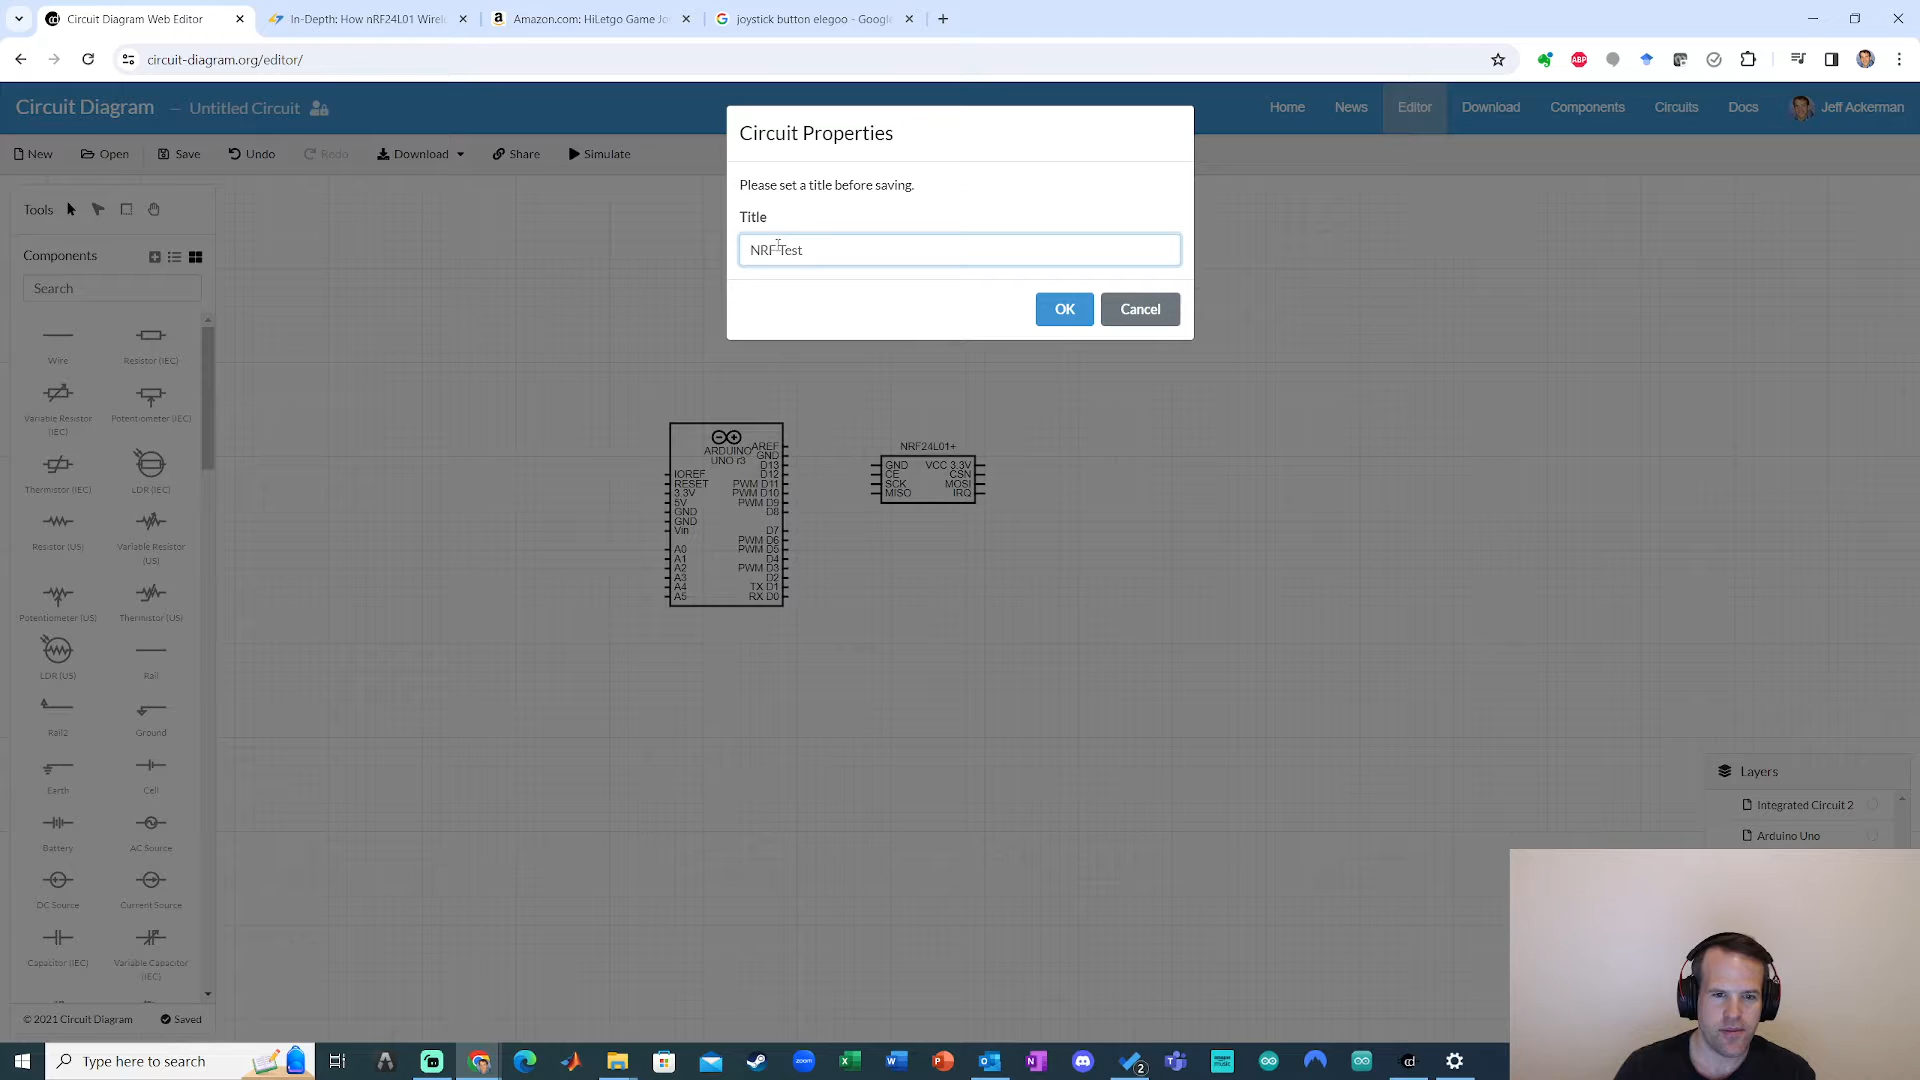 Circuit Diagram Web Editor
In-Depth: How nRF24L01 Wirele
Amazon.com: HiLetgo Game Jo
joystick button elegoo - Google
circuit-diagram.org/editor/
ABP
Circuit Diagram — Untitled Circuit
Home News Editor Download Components Circuits Docs Jeff Ackerman
New Open Save Undo Redo Download Share Simulate
Circuit Properties
Please set a title before saving.
Title
NRF Test
OK Cancel
Tools
Components
Search
Wire
Resistor (IEC)
Variable Resistor (IEC)
Potentiometer (IEC)
Thermistor (IEC)
LDR (IEC)
Resistor (US)
Variable Resistor (US)
Potentiometer (US)
Thermistor (US)
LDR (US)
Rail
Rail2
Ground
Earth
Cell
Battery
AC Source
DC Source
Current Source
Capacitor (IEC)
Variable Capacitor (IEC)
© 2021 Circuit Diagram Saved
ARDUINO
UNO r3
IOREF
RESET
3.3V
5V
GND
GND
Vin
A0
A1
A2
A3
A4
A5
AREF
GND
D13
D12
PWM D11
PWM D10
PWM D9
D8
D7
PWM D6
PWM D5
D4
PWM D3
D2
TX D1
RX D0
NRF24L01+
GND VCC 3.3V
CE CSN
SCK MOSI
MISO IRQ
Layers
Integrated Circuit 2
Arduino Uno
Type here to search
zoom
2